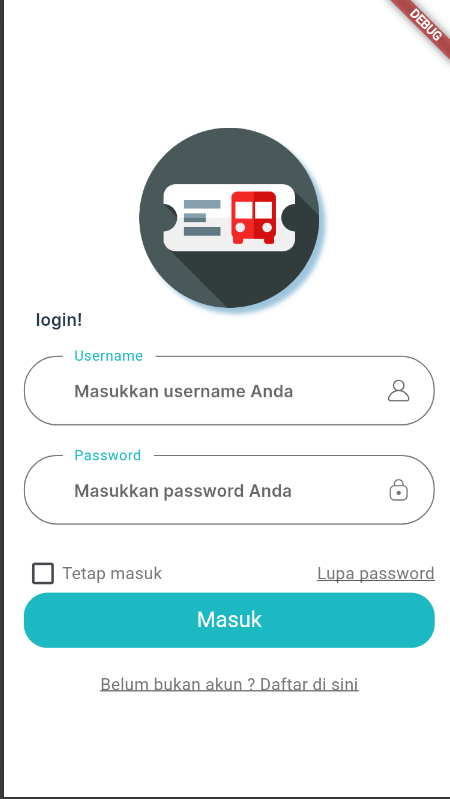 DEBUG
login!
Username
Masukkan username Anda
Password
Masukkan password Anda
Tetap masuk
Lupa password
Masuk
Belum bukan akun ? Daftar di sini